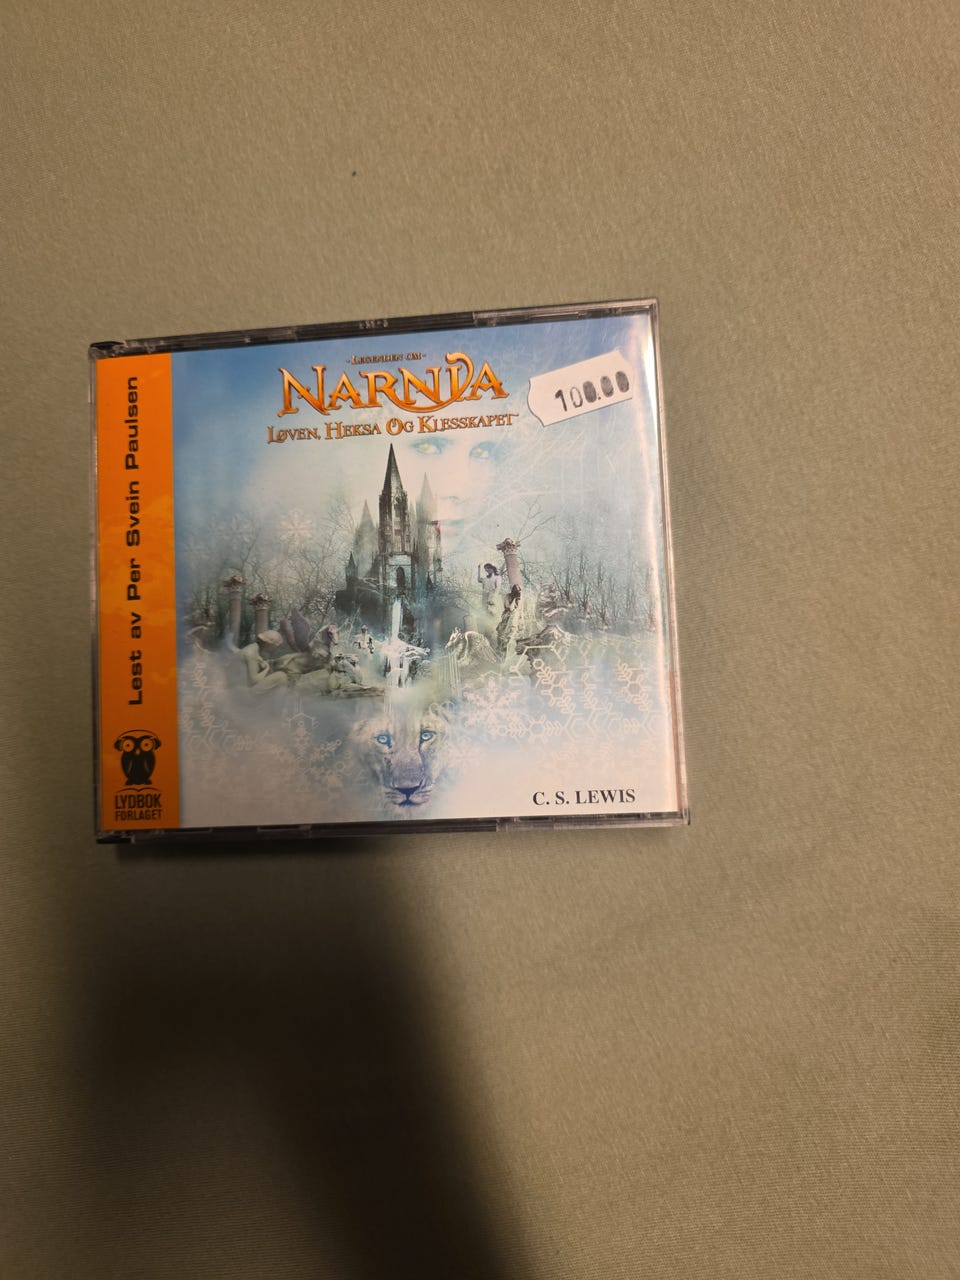 - LEGENDEN OM -
NARNIA
LØVEN, HEKSA OG KLESSKAPET
100.00
Lest av Per Svein Paulsen
LYDBOK
FORLAGET
C. S. LEWIS